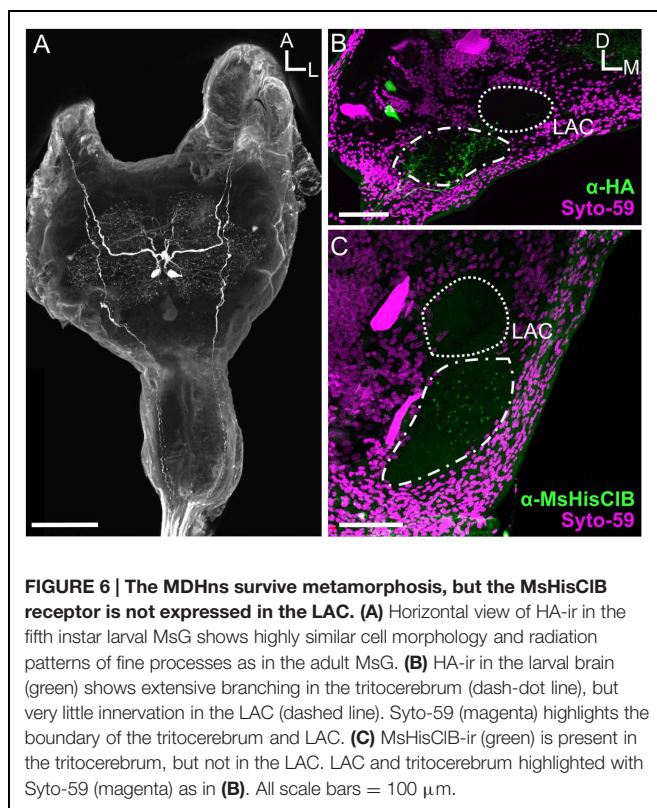 A
A
L
B
D
M
LAC
α-HA
Syto-59
C
LAC
α-MsHisClB
Syto-59
FIGURE 6 | The MDHns survive metamorphosis, but the MsHisClB
receptor is not expressed in the LAC. (A) Horizontal view of HA-ir in the
fifth instar larval MsG shows highly similar cell morphology and radiation
patterns of fine processes as in the adult MsG. (B) HA-ir in the larval brain
(green) shows extensive branching in the tritocerebrum (dash-dot line), but
very little innervation in the LAC (dashed line). Syto-59 (magenta) highlights the
boundary of the tritocerebrum and LAC. (C) MsHisClB-ir (green) is present in
the tritocerebrum, but not in the LAC. LAC and tritocerebrum highlighted with
Syto-59 (magenta) as in (B). All scale bars = 100 μm.